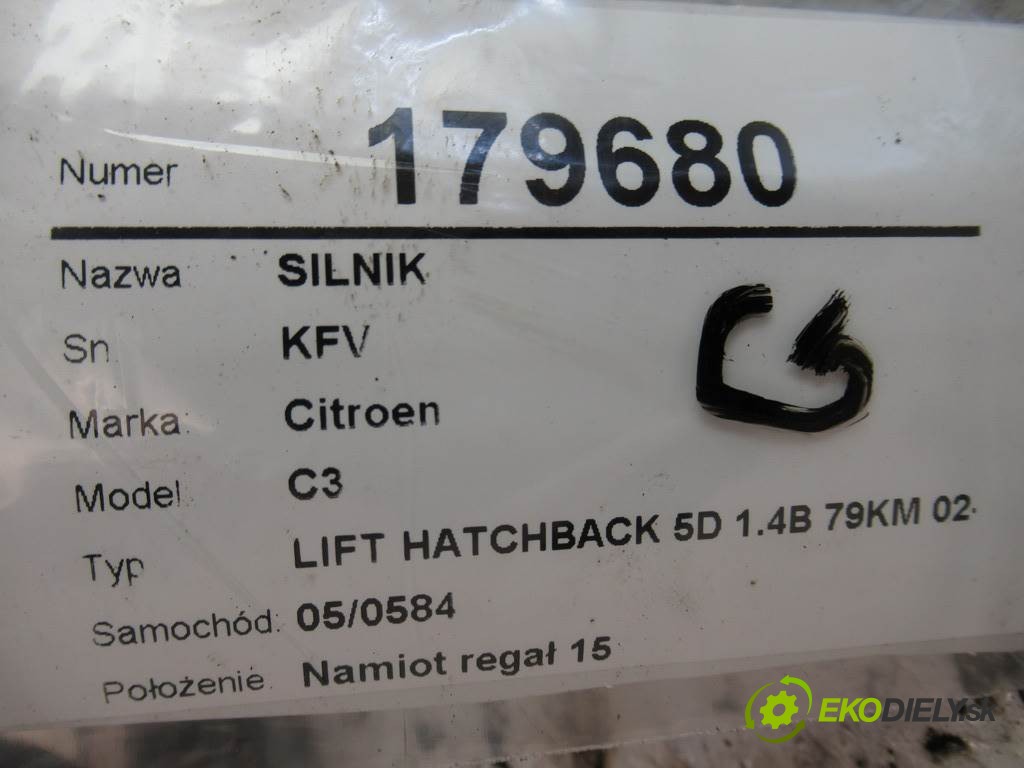 Numer 179680
Nazwa SILNIK
Sn KFV
Marka: Citroen
Model: C3
Typ LIFT HATCHBACK 5D 1.4B 79KM 02-
Samochód: 05/0584
Położenie: Namiot regał 15
EKODIELY.SK